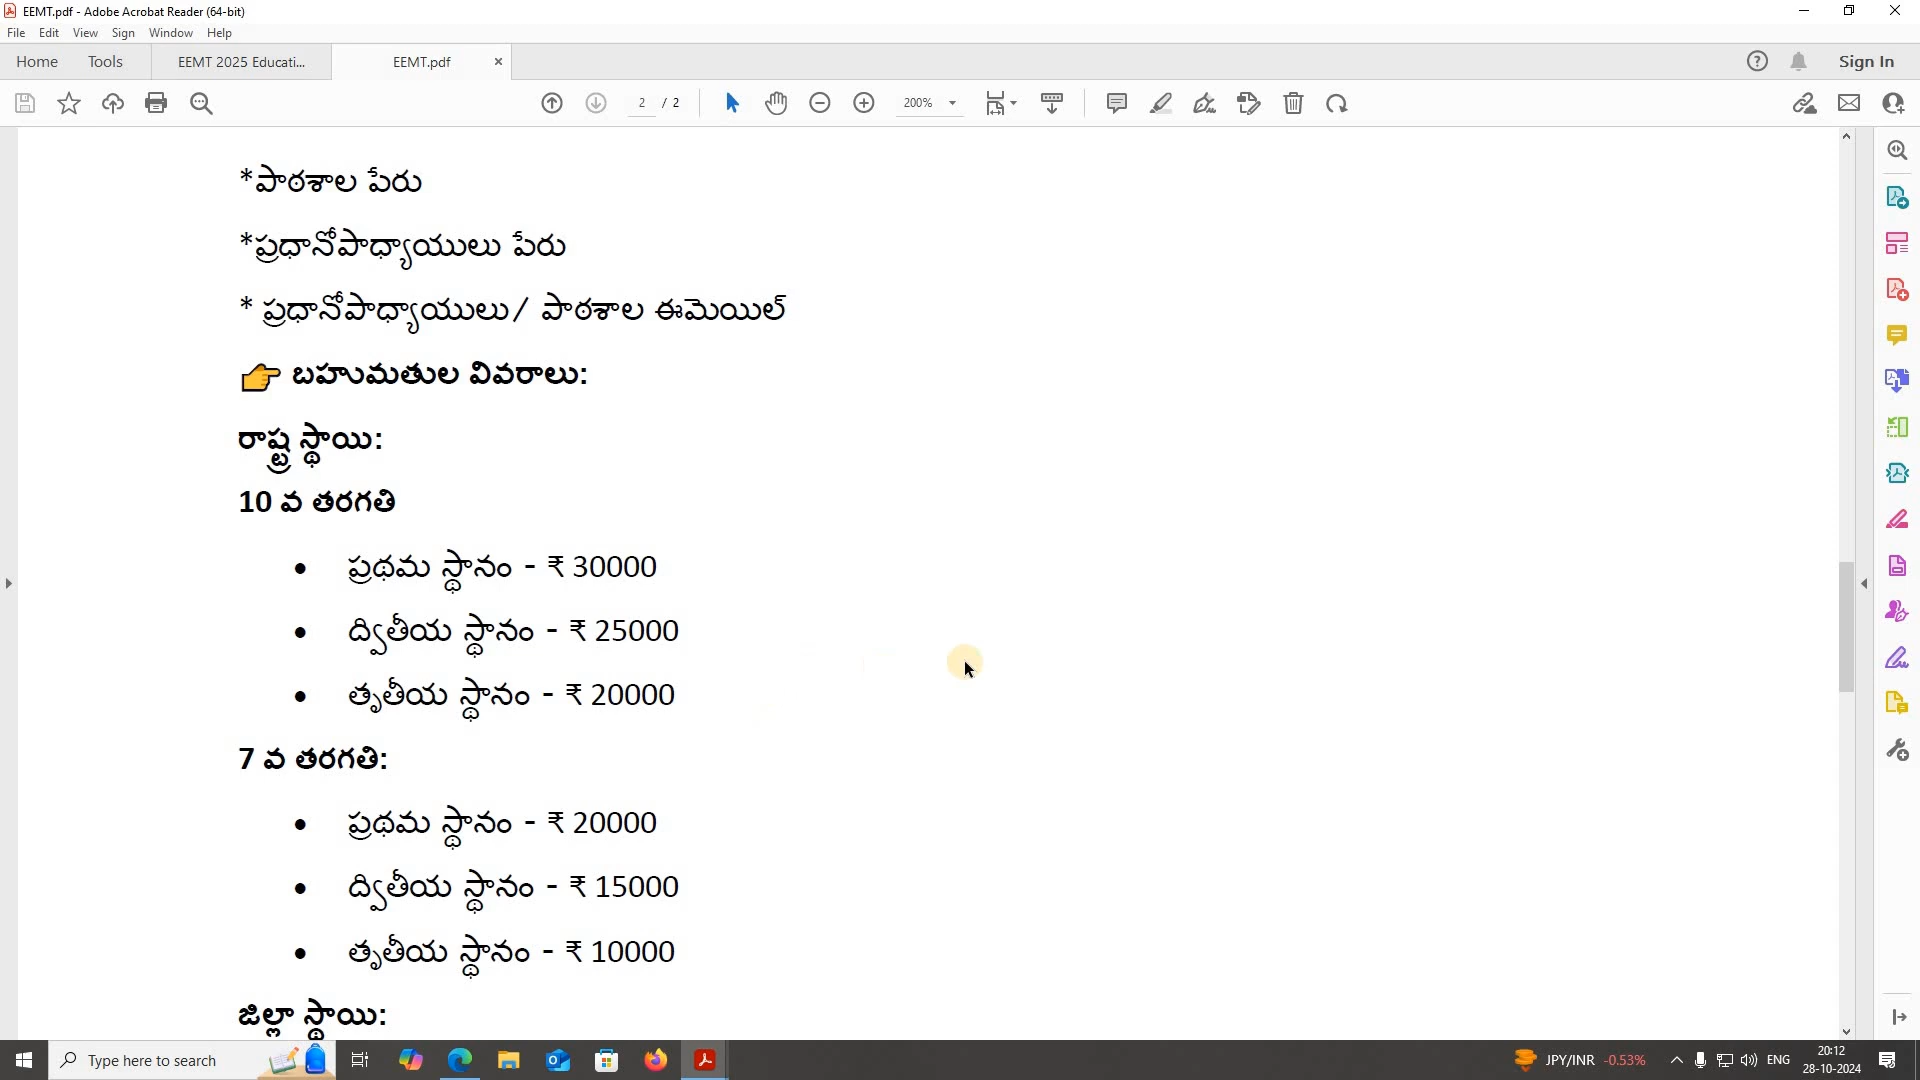 EEMT.pdf - Adobe Acrobat Reader (64-bit)
File Edit View Sign Window Help
Home Tools EEMT 2025 Educati... EEMT.pdf Sign In
2 / 2 200%
*పాఠశాల పేరు
*ప్రధానోపాధ్యాయులు పేరు
* ప్రధానోపాధ్యాయులు/ పాఠశాల ఈమెయిల్
👉 బహుమతుల వివరాలు:
రాష్ట్ర స్థాయి:
10 వ తరగతి
• ప్రథమ స్థానం - ₹ 30000
• ద్వితీయ స్థానం - ₹ 25000
• తృతీయ స్థానం - ₹ 20000
7 వ తరగతి:
• ప్రథమ స్థానం - ₹ 20000
• ద్వితీయ స్థానం - ₹ 15000
• తృతీయ స్థానం - ₹ 10000
జిల్లా స్థాయి:
Type here to search JPY/INR -0.53% ENG 20:12
28-10-2024